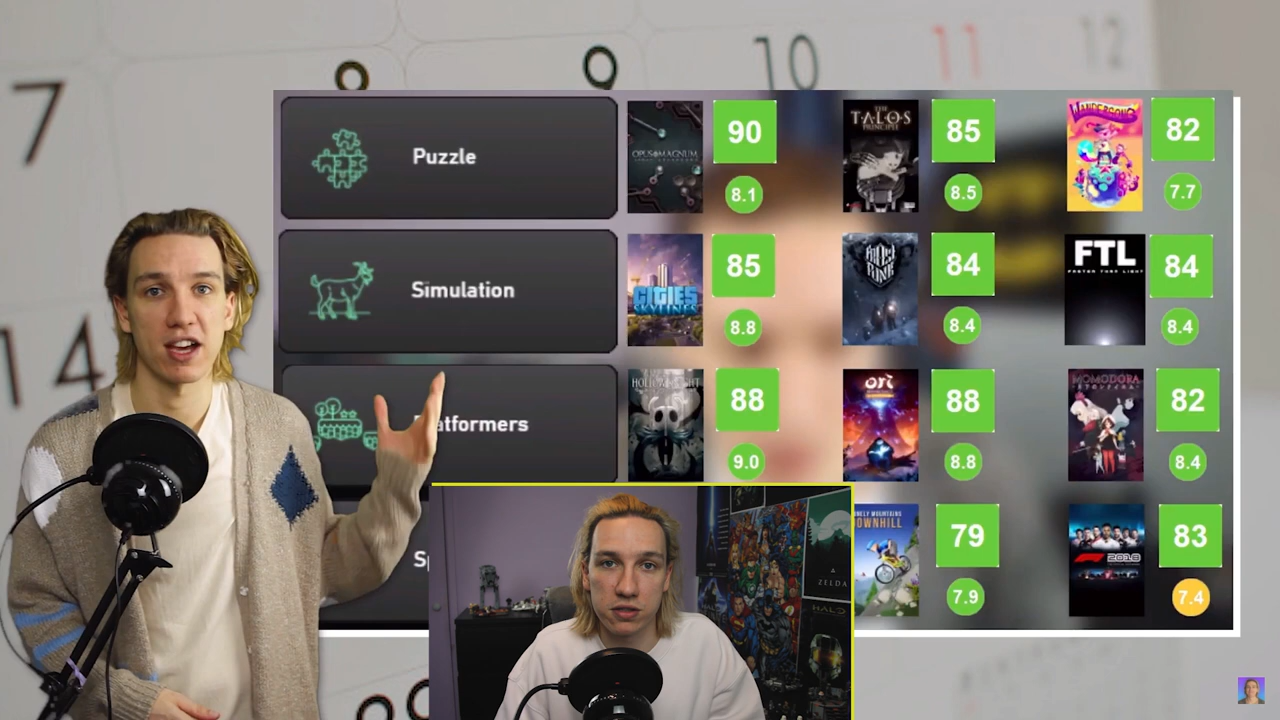 7 8 9 10 11 12
Puzzle
OPUS MAGNUM
90
8.1
THE
TALOS
PRINCIPLE
85
8.5
WANDERSONG
82
7.7
Simulation
CITIES
SKYLINES
85
8.8
FROST
PUNK
84
8.4
FTL
FASTER THAN LIGHT
84
8.4
14
atformers
HOLLOW KNIGHT
88
9.0
ori
88
8.8
MOMODORA
82
8.4
Sp
ZELDA
HALO
NELY MOUNTAINS
DOWNHILL
79
7.9
F1 2018
83
7.4